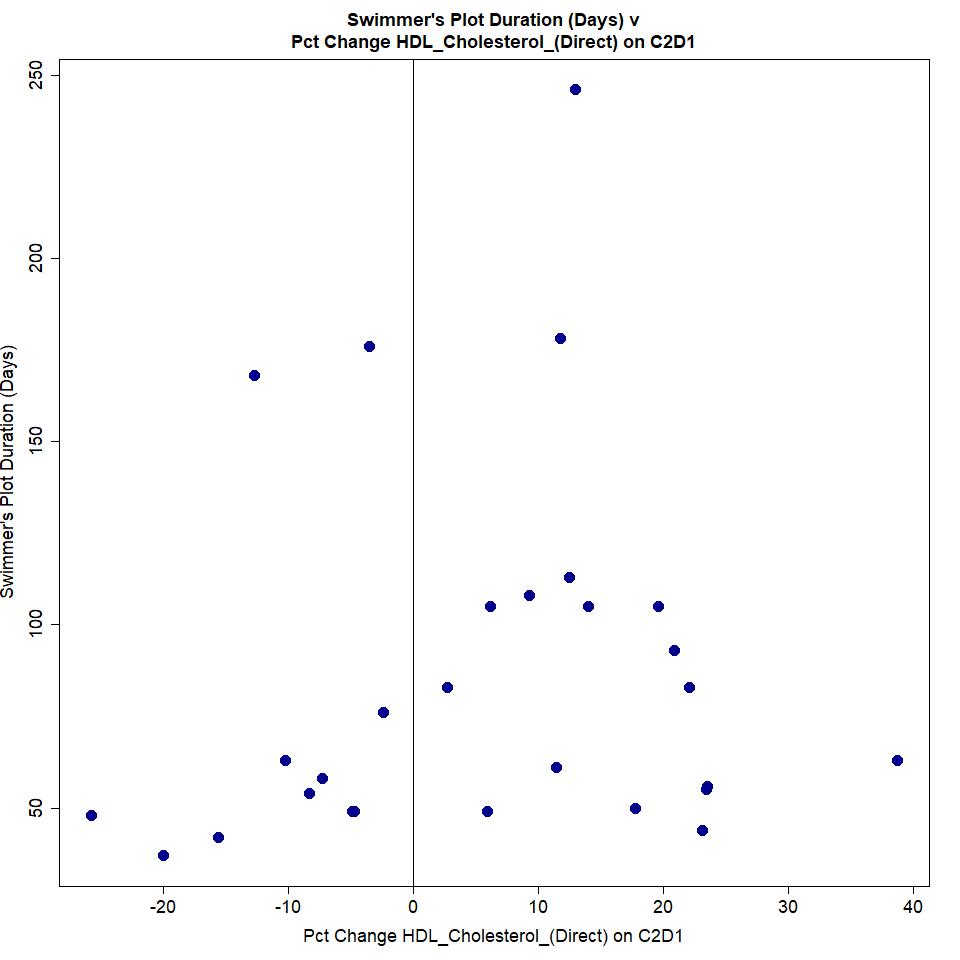 Swimmer's Plot Duration (Days) v
Pct Change HDL_Cholesterol_(Direct) on C2D1
Swimmer's Plot Duration (Days)
250
200
150
100
50
-20 -10 0 10 20 30 40
Pct Change HDL_Cholesterol_(Direct) on C2D1